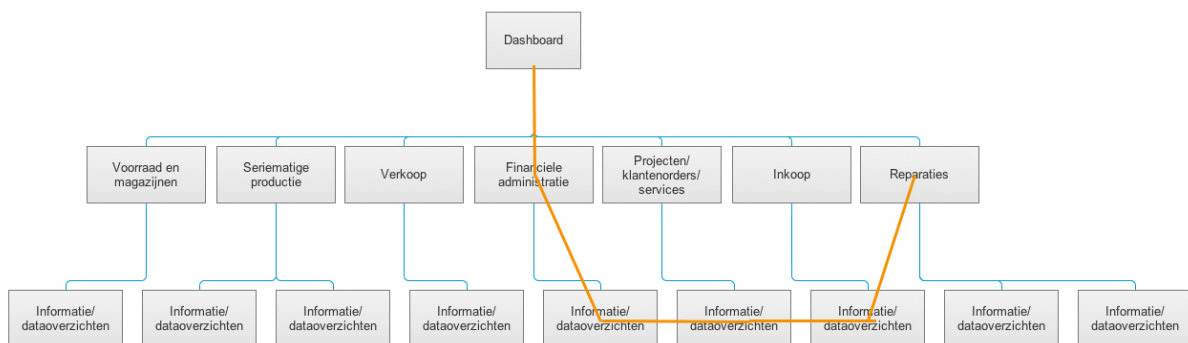 Dashboard
Voorraad en
magazijnen
Seriematige
productie
Verkoop
Financiele
administratie
Projecten/
klantenorders/
services
Inkoop
Reparaties
Informatie/
dataoverzichten
Informatie/
dataoverzichten
Informatie/
dataoverzichten
Informatie/
dataoverzichten
Informatie/
dataoverzichten
Informatie/
dataoverzichten
Informatie/
dataoverzichten
Informatie/
dataoverzichten
Informatie/
dataoverzichten